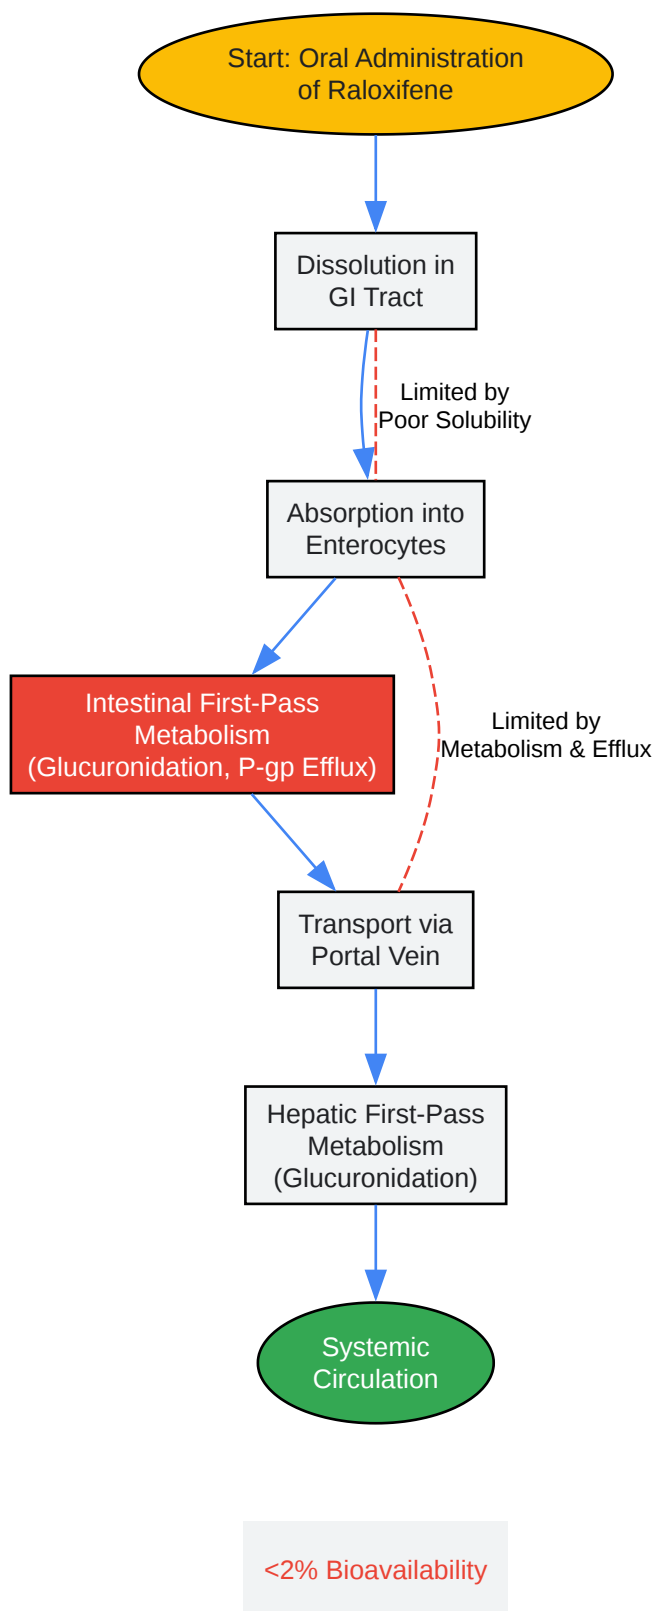 Start: Oral Administration
of Raloxifene
Dissolution in
GI Tract
Limited by
Poor Solubility
Absorption into
Enterocytes
Intestinal First-Pass
Metabolism
(Glucuronidation, P-gp Efflux)
Limited by
Metabolism & Efflux
Transport via
Portal Vein
Hepatic First-Pass
Metabolism
(Glucuronidation)
Systemic
Circulation
<2% Bioavailability